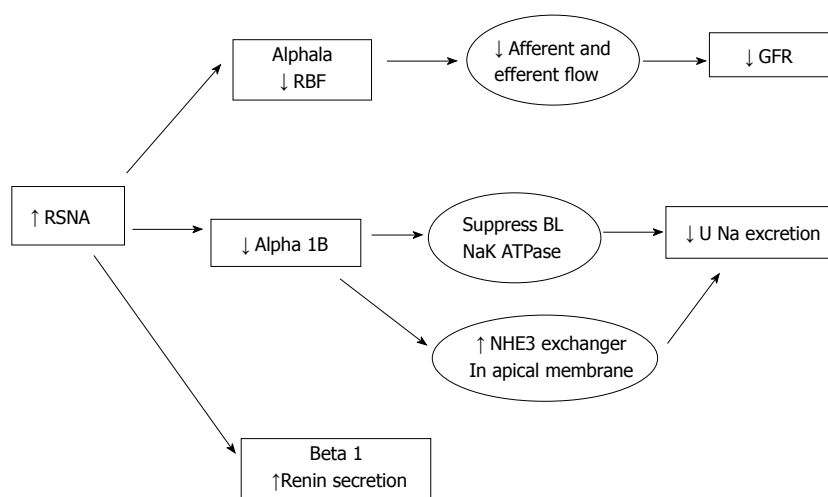 Alphala
↓ RBF
↓ Afferent and
efferent flow
↓ GFR
↑ RSNA
↓ Alpha 1B
Suppress BL
NaK ATPase
↓ U Na excretion
↑ NHE3 exchanger
In apical membrane
Beta 1
↑Renin secretion